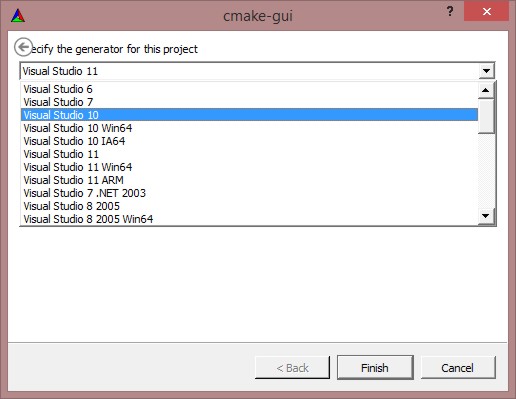 cmake-gui
?
ecify the generator for this project
Visual Studio 11
Visual Studio 6
Visual Studio 7
Visual Studio 10
Visual Studio 10 Win64
Visual Studio 10 IA64
Visual Studio 11
Visual Studio 11 Win64
Visual Studio 11 ARM
Visual Studio 7 .NET 2003
Visual Studio 8 2005
Visual Studio 8 2005 Win64
< Back
Finish
Cancel